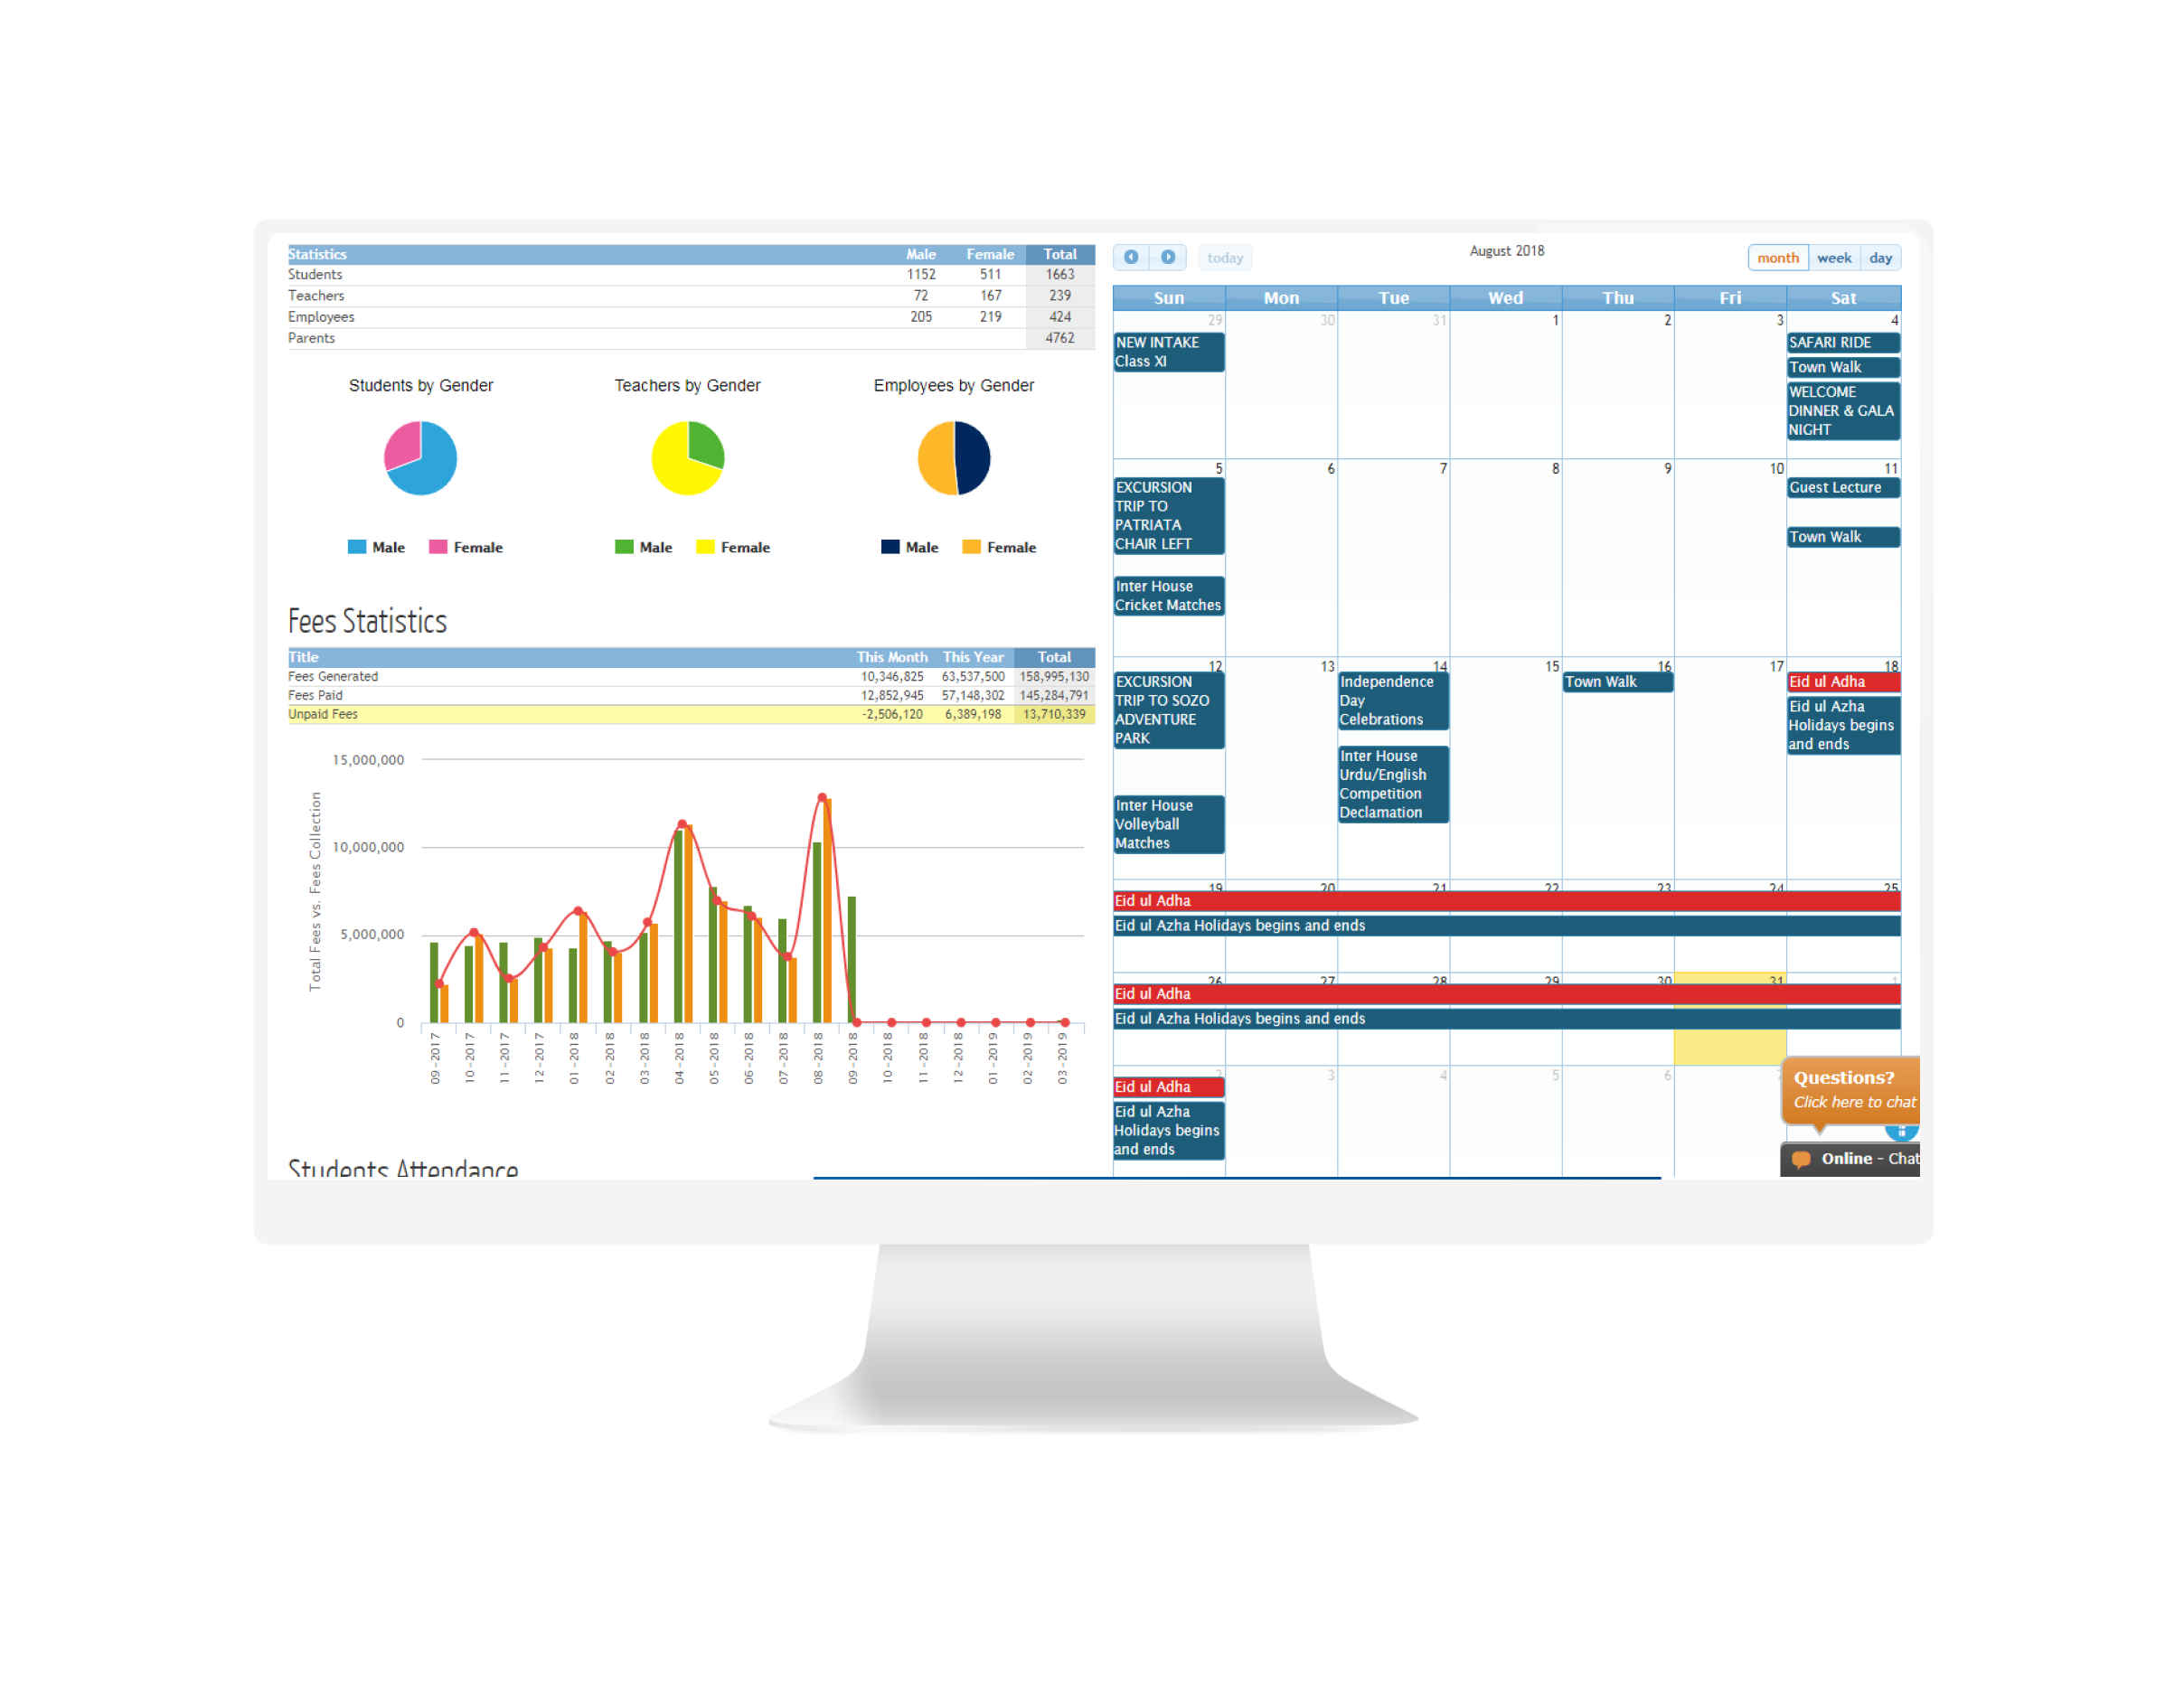 Statistics Male Female Total
Students 1152 511 1663
Teachers 72 167 239
Employees 205 219 424
Parents 4762
Students by Gender
Male Female
Teachers by Gender
Male Female
Employees by Gender
Male Female
Fees Statistics
Title This Month This Year Total
Fees Generated 10,346,825 63,537,500 158,995,130
Fees Paid 12,852,945 57,148,302 145,284,791
Unpaid Fees -2,506,120 6,389,198 13,710,339
Total Fees vs. Fees Collection
15,000,000
10,000,000
5,000,000
0
09-2017
10-2017
11-2017
12-2017
01-2018
02-2018
03-2018
04-2018
05-2018
06-2018
07-2018
08-2018
09-2018
10-2018
11-2018
12-2018
01-2019
02-2019
03-2019
Students Attendance
today
August 2018
month week day
Sun Mon Tue Wed Thu Fri Sat
29 30 31 1 2 3 4
NEW INTAKE
Class XI
SAFARI RIDE
Town Walk
WELCOME
DINNER & GALA
NIGHT
5 6 7 8 9 10 11
EXCURSION
TRIP TO
PATRIATA
CHAIR LEFT
Inter House
Cricket Matches
Guest Lecture
Town Walk
12 13 14 15 16 17 18
EXCURSION
TRIP TO SOZO
ADVENTURE
PARK
Inter House
Volleyball
Matches
Independence
Day
Celebrations
Inter House
Urdu/English
Competition
Declamation
Town Walk
Eid ul Adha
Eid ul Azha
Holidays begins
and ends
19 20 21 22 23 24 25
Eid ul Adha
Eid ul Azha Holidays begins and ends
26 27 28 29 30 31 1
Eid ul Adha
Eid ul Azha Holidays begins and ends
2 3 4 5 6
Eid ul Adha
Eid ul Azha
Holidays begins
and ends
Questions?
Click here to chat
Online - Chat